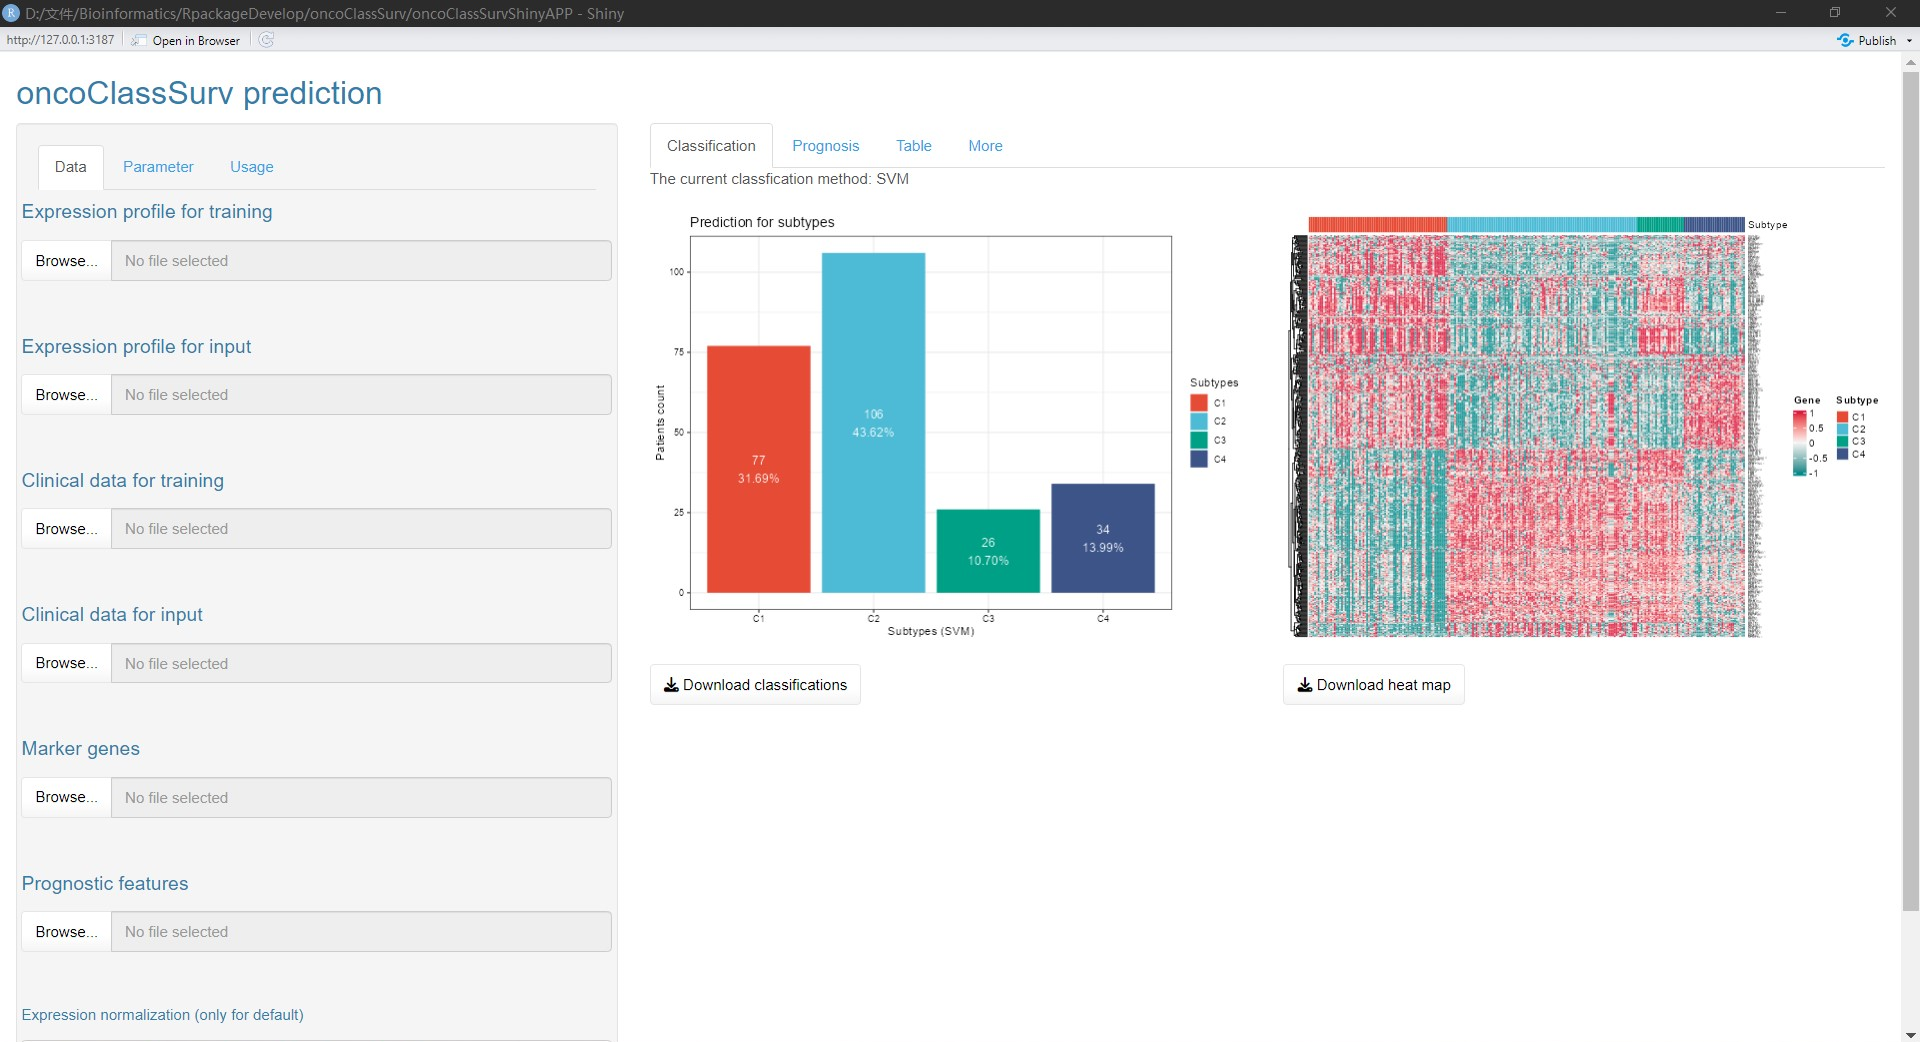 D:/文件/Bioinformatics/RpackageDevelop/oncoClassSurv/oncoClassSurvShinyAPP - Shiny
http://127.0.0.1:3187
Open in Browser
Publish
oncoClassSurv prediction
Data
Parameter
Usage
Expression profile for training
Browse...
No file selected
Expression profile for input
Browse...
No file selected
Clinical data for training
Browse...
No file selected
Clinical data for input
Browse...
No file selected
Marker genes
Browse...
No file selected
Prognostic features
Browse...
No file selected
Expression normalization (only for default)
Classification
Prognosis
Table
More
The current classfication method: SVM
Prediction for subtypes
Patients count
100
75
50
25
0
77
31.69%
106
43.62%
26
10.70%
34
13.99%
C1
C2
C3
C4
Subtypes (SVM)
Subtypes
C1
C2
C3
C4
Download classifications
Subtype
Gene
1
0.5
0
-0.5
-1
Subtype
C1
C2
C3
C4
Download heat map